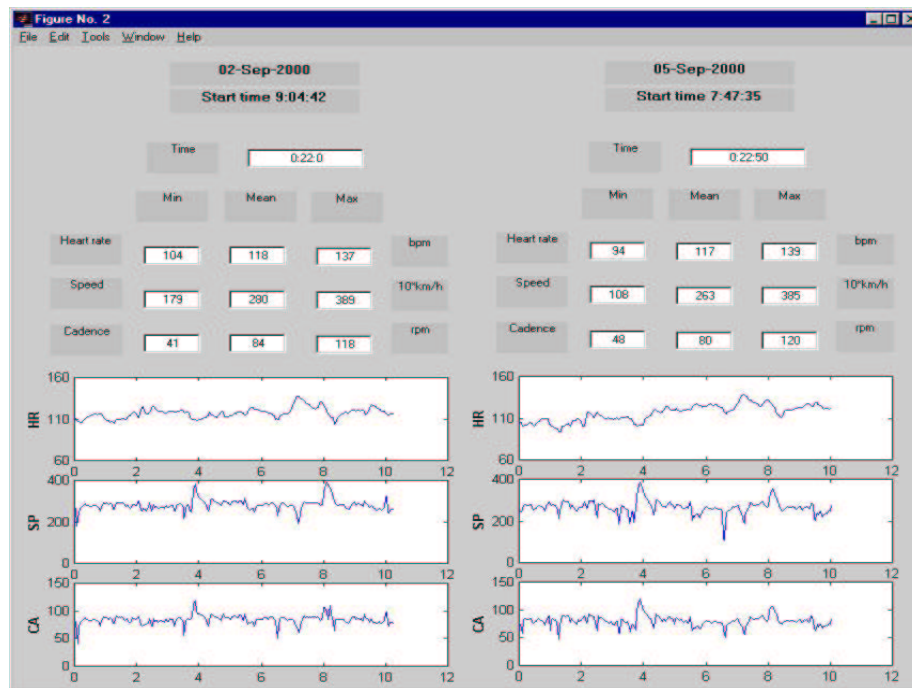 Figure No. 2
File Edit Tools Window Help
02-Sep-2000
Start time 9:04:42
Time 0:22:0
Min Mean Max
Heart rate 104 118 137 bpm
Speed 179 280 389 10*km/h
Cadence 41 84 118 rpm
HR
160
110
60
0 2 4 6 8 10 12
SP
400
200
0
0 2 4 6 8 10 12
CA
150
100
50
0
0 2 4 6 8 10 12
05-Sep-2000
Start time 7:47:35
Time 0:22:50
Min Mean Max
Heart rate 94 117 139 bpm
Speed 108 263 385 10*km/h
Cadence 48 80 120 rpm
HR
160
110
60
0 2 4 6 8 10 12
SP
400
200
0
0 2 4 6 8 10 12
CA
150
100
50
0
0 2 4 6 8 10 12